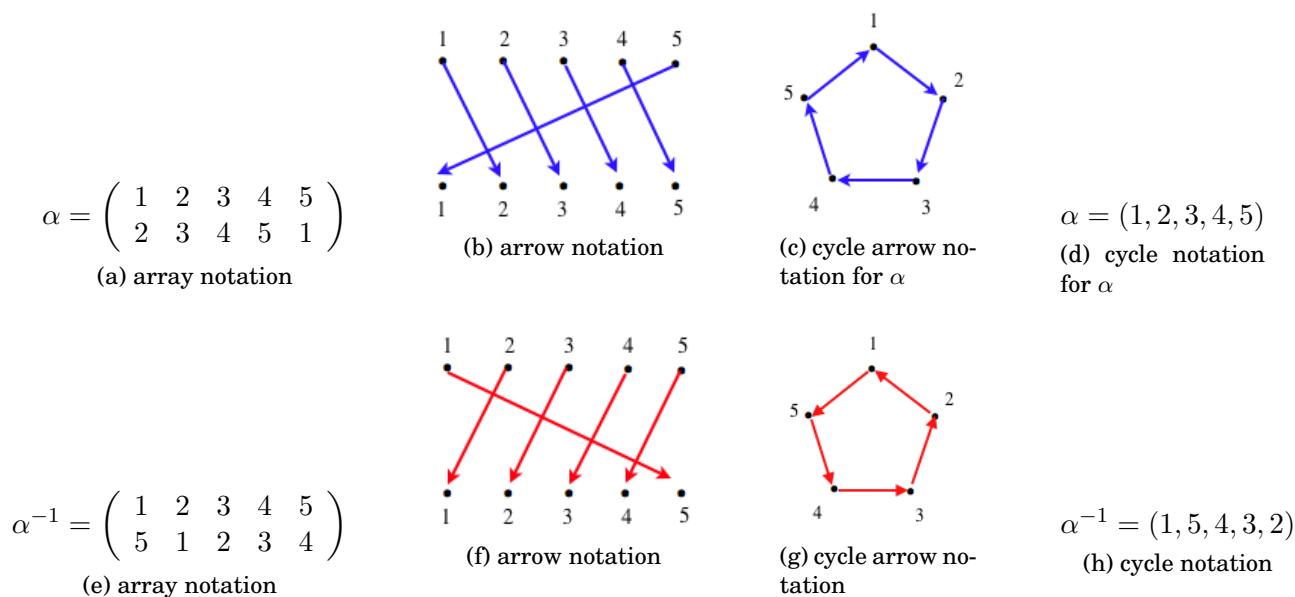 1 2 3 4 5
1 2 3 4 5
1
2
5
4
3
α = ( 1 2 3 4 5
2 3 4 5 1 )
(a) array notation
(b) arrow notation
(c) cycle arrow no-
tation for α
α = (1, 2, 3, 4, 5)
(d) cycle notation
for α
1 2 3 4 5
1 2 3 4 5
1
2
5
4
3
α⁻¹ = ( 1 2 3 4 5
5 1 2 3 4 )
(e) array notation
(f) arrow notation
(g) cycle arrow no-
tation
α⁻¹ = (1, 5, 4, 3, 2)
(h) cycle notation